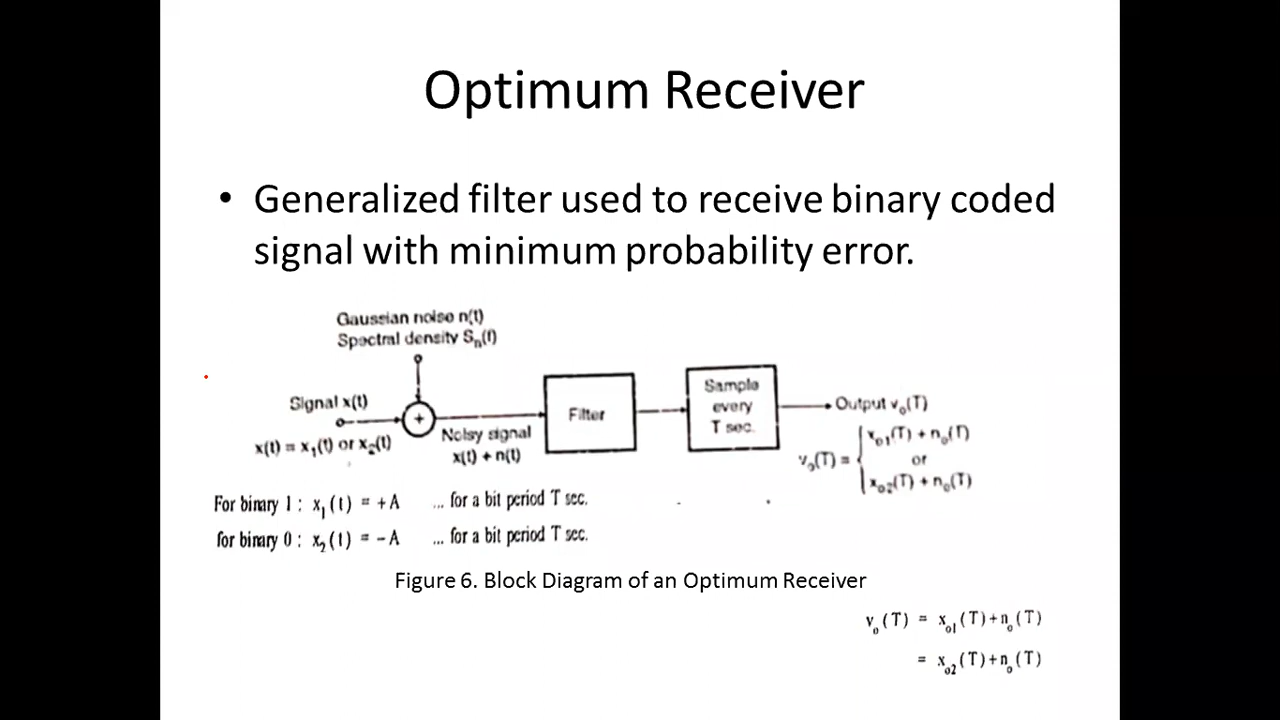 Optimum Receiver
• Generalized filter used to receive binary coded
signal with minimum probability error.
Gaussian noise n(t)
Spectral density Sn(f)
Signal x(t)
x(t) = x1(t) or x2(t)
+
Noisy signal
x(t) + n(t)
Filter
Sample
every
T sec.
Output vo(T)
vo(T) = { xo1(T) + no(T)
or
xo2(T) + no(T)
For binary 1 : x1(t) = +A ... for a bit period T sec.
for binary 0 : x2(t) = −A ... for a bit period T sec.
Figure 6. Block Diagram of an Optimum Receiver
vo(T) = xo1(T)+no(T)
= xo2(T)+no(T)